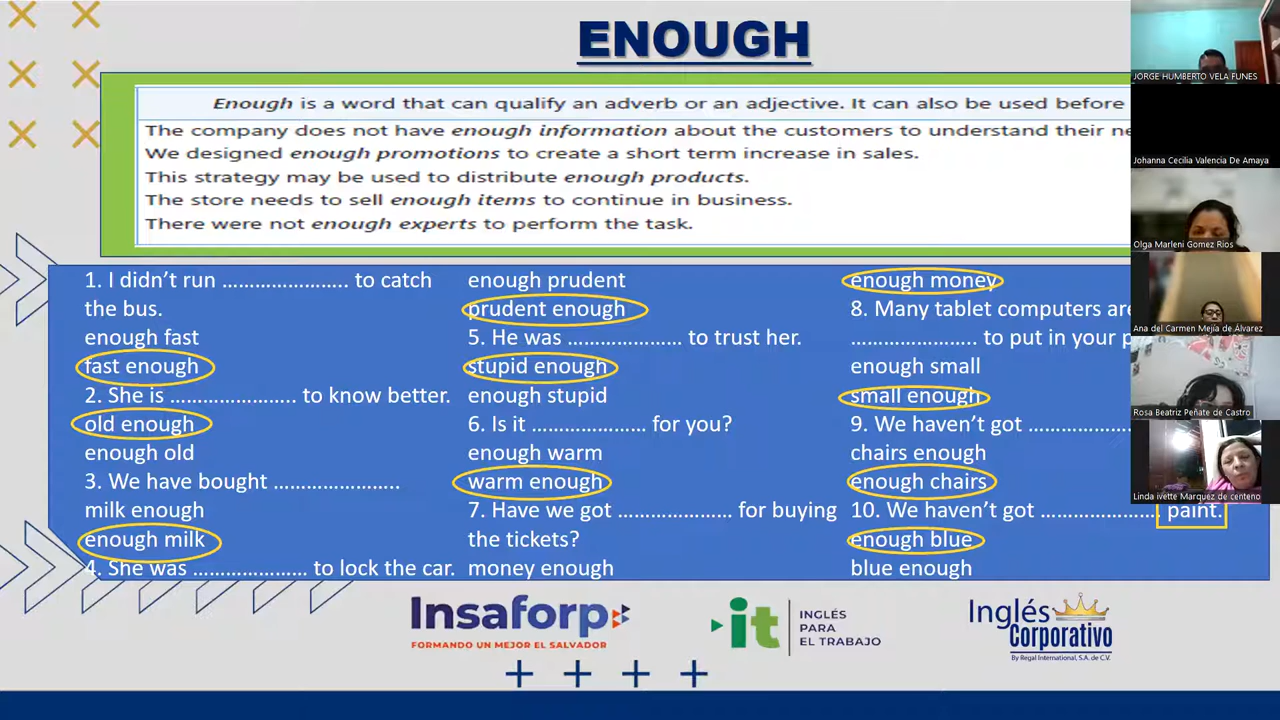 ENOUGH
Enough is a word that can qualify an adverb or an adjective. It can also be used before
The company does not have enough information about the customers to understand their
We designed enough promotions to create a short term increase in sales.
This strategy may be used to distribute enough products.
The store needs to sell enough items to continue in business.
There were not enough experts to perform the task.
1. I didn’t run ………………….. to catch
the bus.
enough fast
fast enough
2. She is ………………….. to know better.
old enough
enough old
3. We have bought …………………..
milk enough
enough milk
4. She was ………………… to lock the car.
enough prudent
prudent enough
5. He was ………………… to trust her.
stupid enough
enough stupid
6. Is it ………………… for you?
enough warm
warm enough
7. Have we got ………………… for buying
the tickets?
money enough
enough money
8. Many tablet computers are
………………….. to put in your
enough small
small enough
9. We haven’t got …………………
chairs enough
enough chairs
10. We haven’t got ………………… paint.
enough blue
blue enough
Insaforp
FORMANDO UN MEJOR EL SALVADOR
it
INGLÉS
PARA
EL TRABAJO
Inglés
Corporativo
By Regal International, S.A. de C.V.
JORGE HUMBERTO VELA FUNES
Johanna Cecilia Valencia De Amaya
Olga Marleni Gomez Rios
Ana del Carmen Mejía de Álvarez
Rosa Beatriz Peñate de Castro
Linda ivette Marquez de centeno